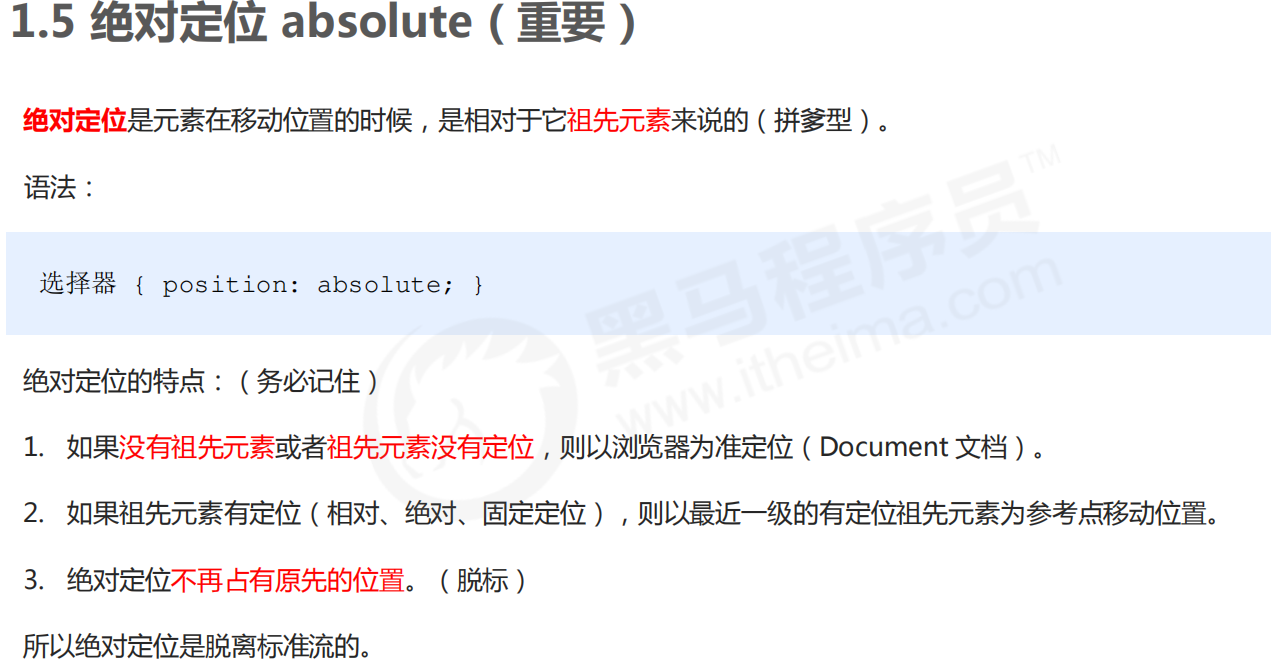 1.5 绝对定位 absolute（重要）
绝对定位是元素在移动位置的时候，是相对于它祖先元素来说的（拼爹型）。
语法：
选择器 { position: absolute; }
绝对定位的特点：（务必记住）
1. 如果没有祖先元素或者祖先元素没有定位，则以浏览器为准定位（Document 文档）。
2. 如果祖先元素有定位（相对、绝对、固定定位），则以最近一级的有定位祖先元素为参考点移动位置。
3. 绝对定位不再占有原先的位置。（脱标）
所以绝对定位是脱离标准流的。
黑马程序员™
www.itheima.com